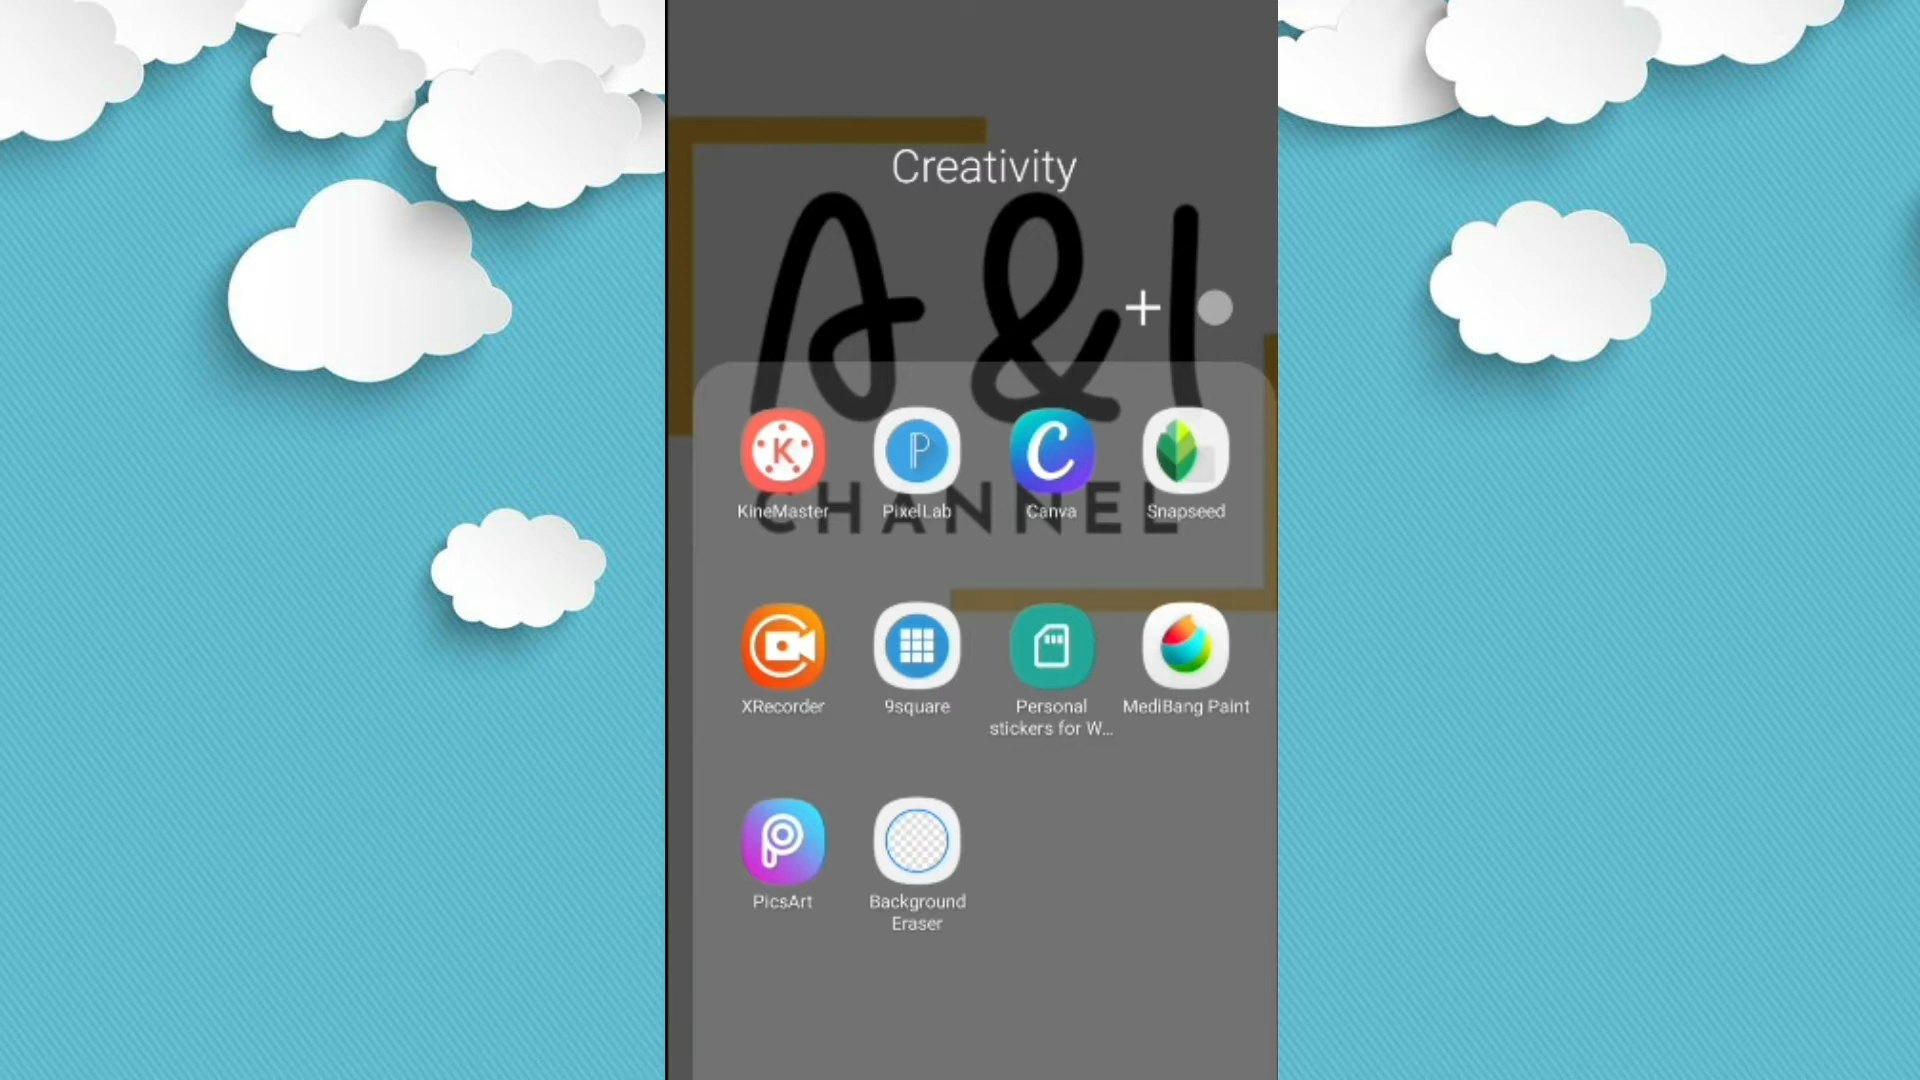 Creativity
A & I
CHANNEL
KineMaster
PixelLab
Canva
Snapseed
XRecorder
9square
Personal
stickers for W...
MediBang Paint
PicsArt
Background
Eraser